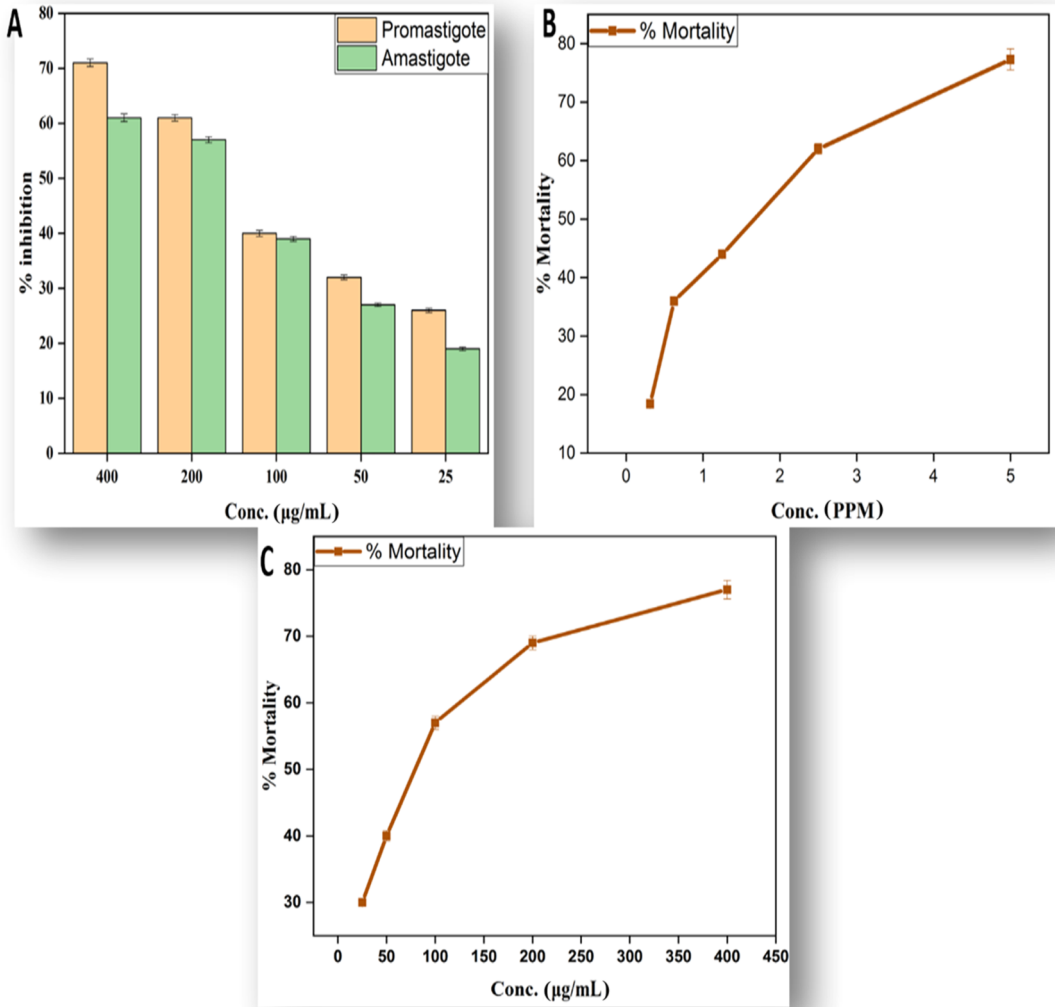 A
Promastigote
Amastigote
% inhibition
80
70
60
50
40
30
20
10
0
400 200 100 50 25
Conc. (µg/mL)
B
% Mortality
% Mortality
80
70
60
50
40
30
20
10
0 1 2 3 4 5
Conc. (PPM)
C
% Mortality
% Mortality
80
70
60
50
40
30
0 50 100 150 200 250 300 350 400 450
Conc. (µg/mL)